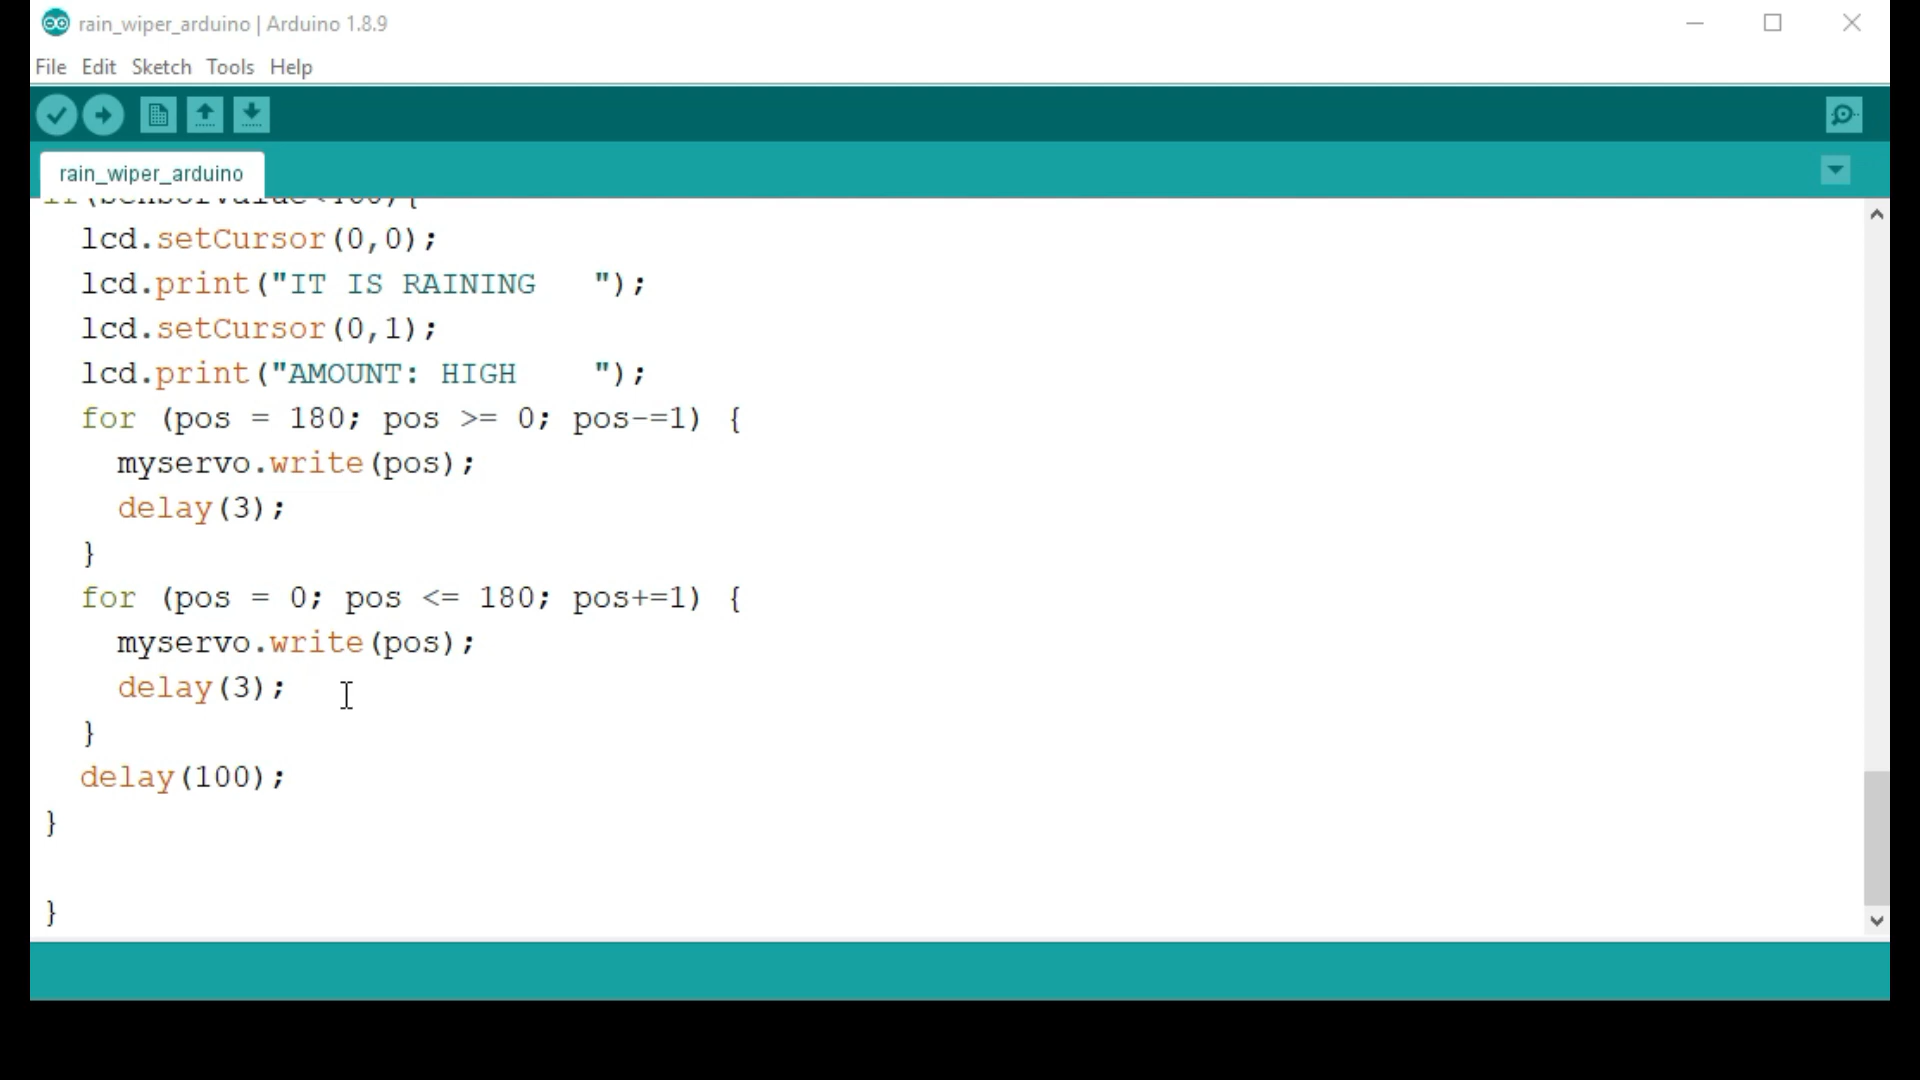 rain_wiper_arduino | Arduino 1.8.9
File Edit Sketch Tools Help
rain_wiper_arduino
lcd.setCursor(0,0);
lcd.print("IT IS RAINING   ");
lcd.setCursor(0,1);
lcd.print("AMOUNT: HIGH    ");
for (pos = 180; pos >= 0; pos-=1) {
myservo.write(pos);
delay(3);
}
for (pos = 0; pos <= 180; pos+=1) {
myservo.write(pos);
delay(3);
}
delay(100);
}
}